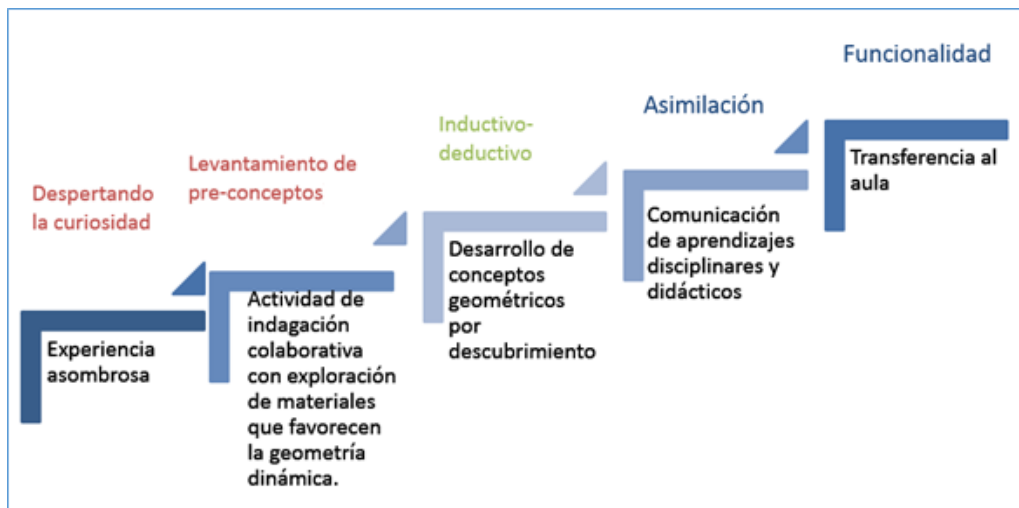 Despertando
la curiosidad
Experiencia
asombrosa
Levantamiento de
pre-conceptos
Actividad de
indagación
colaborativa
con exploración
de materiales
que favorecen
la geometría
dinámica.
Inductivo-
deductivo
Desarrollo de
conceptos
geométricos
por
descubrimiento
Asimilación
Comunicación
de aprendizajes
disciplinares y
didácticos
Funcionalidad
Transferencia al
aula